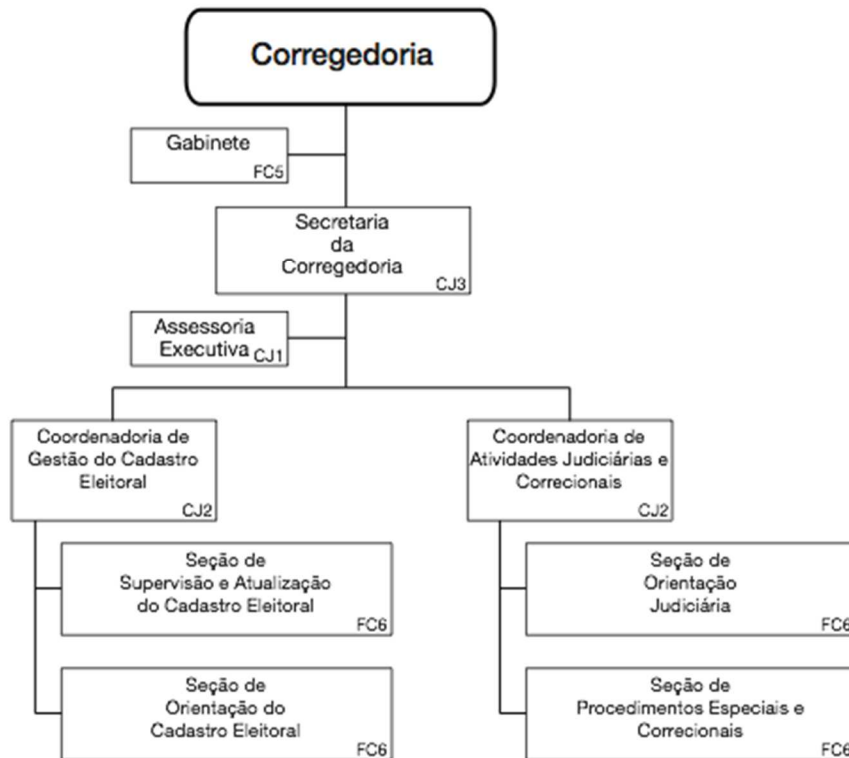 Corregedoria
Gabinete
FC5
Secretaria
da
Corregedoria
CJ3
Assessoria
Executiva
CJ1
Coordenadoria de
Gestão do Cadastro
Eleitoral
CJ2
Coordenadoria de
Atividades Judiciárias e
Correcionais
CJ2
Seção de
Supervisão e Atualização
do Cadastro Eleitoral
FC6
Seção de
Orientação
Judiciária
FC6
Seção de
Orientação do
Cadastro Eleitoral
FC6
Seção de
Procedimentos Especiais e
Correcionais
FC6